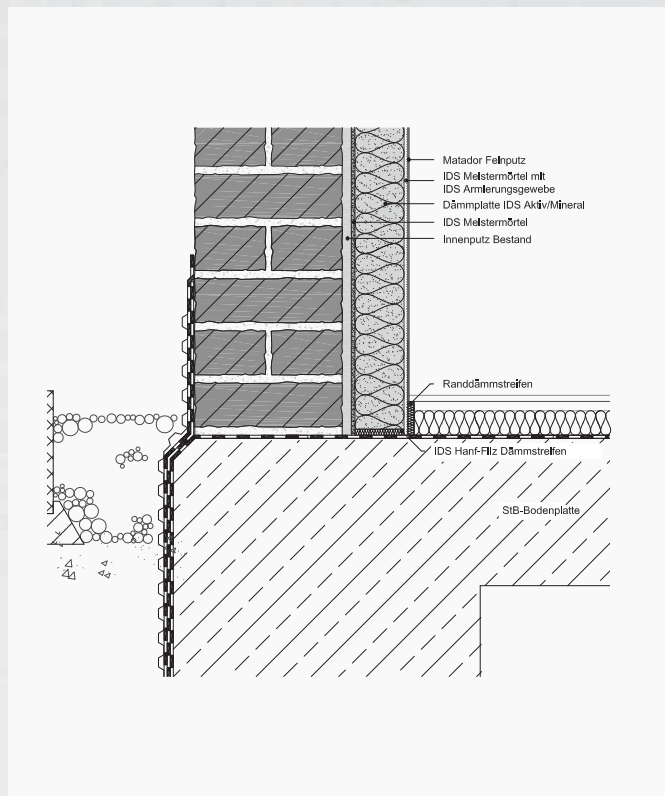 Matador Feinputz
IDS Meistermörtel mit
IDS Armierungsgewebe
Dämmplatte IDS Aktiv/Mineral
IDS Meistermörtel
Innenputz Bestand
Randdämmstreifen
IDS Hanf-Filz Dämmstreifen
StB-Bodenplatte